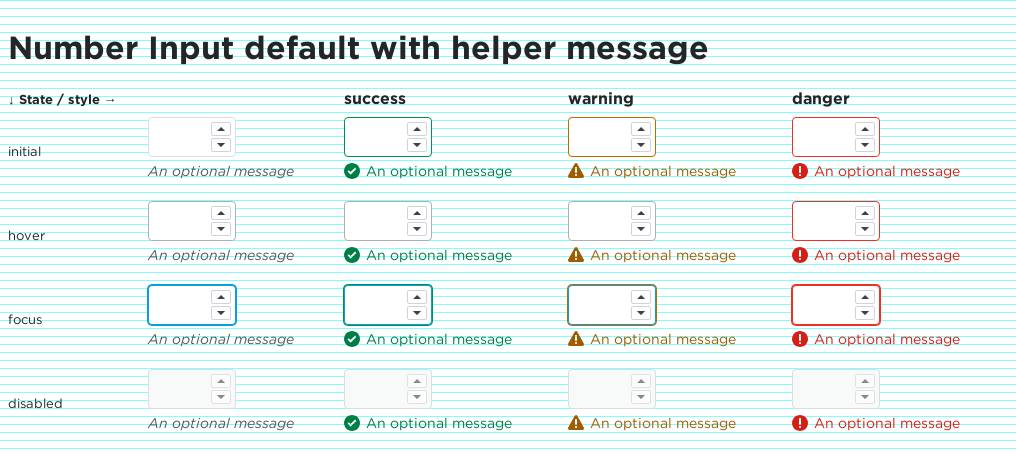 Number Input default with helper message
↓ State / style → success warning danger
initial
An optional message An optional message An optional message An optional message
hover
An optional message An optional message An optional message An optional message
focus
An optional message An optional message An optional message An optional message
disabled
An optional message An optional message An optional message An optional message